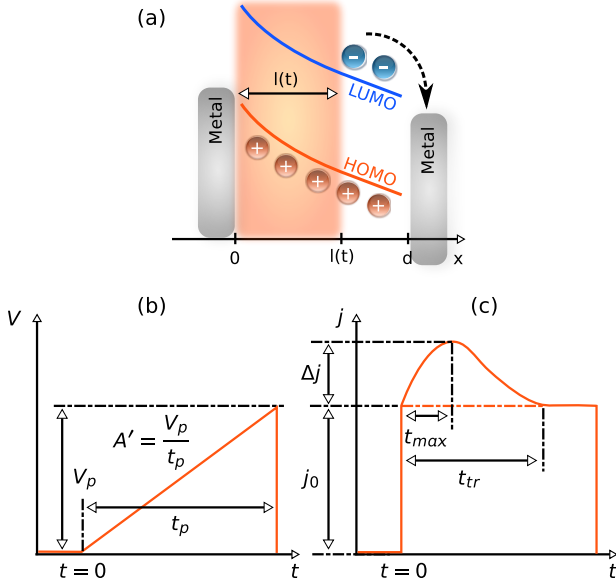 (a)
l(t)
LUMO
Metal
Metal
HOMO
+ + + + +
− −
0 l(t) d x
(b)
V
A′ = V_p / t_p
V_p
t_p
t = 0 t
(c)
j
Δj
t_max
j_0
t_tr
t = 0 t